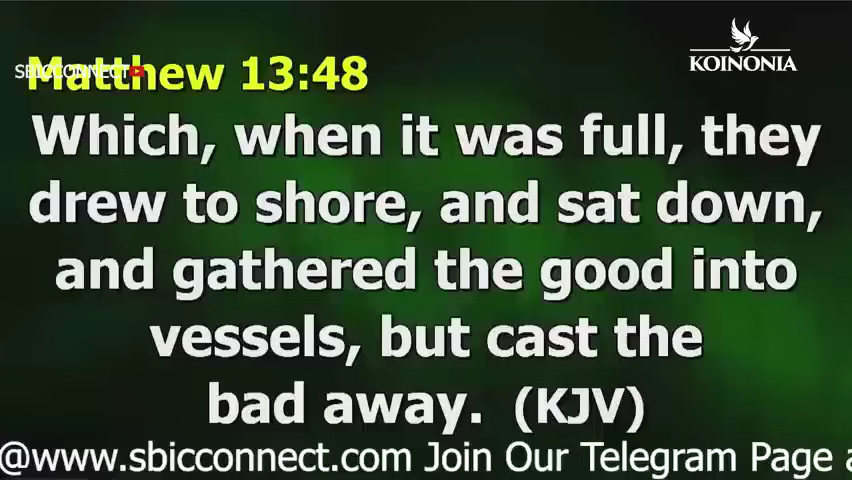 KOINONIA
SBICCONNECT
Matthew 13:48
Which, when it was full, they
drew to shore, and sat down,
and gathered the good into
vessels, but cast the
bad away. (KJV)
@www.sbicconnect.com Join Our Telegram Page a